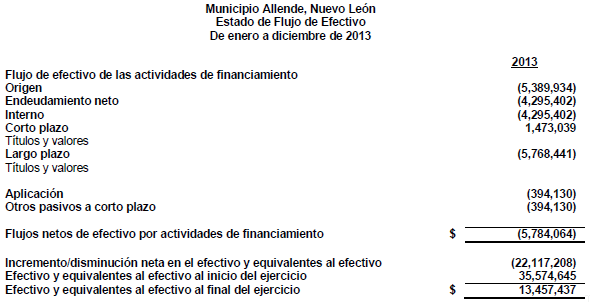 Municipio Allende, Nuevo León
Estado de Flujo de Efectivo
De enero a diciembre de 2013
2013
Flujo de efectivo de las actividades de financiamiento
Origen (5,389,934)
Endeudamiento neto (4,295,402)
Interno (4,295,402)
Corto plazo 1,473,039
Títulos y valores
Largo plazo (5,768,441)
Títulos y valores
Aplicación (394,130)
Otros pasivos a corto plazo (394,130)
Flujos netos de efectivo por actividades de financiamiento $ (5,784,064)
Incremento/disminución neta en el efectivo y equivalentes al efectivo (22,117,208)
Efectivo y equivalentes al efectivo al inicio del ejercicio 35,574,645
Efectivo y equivalentes al efectivo al final del ejercicio $ 13,457,437